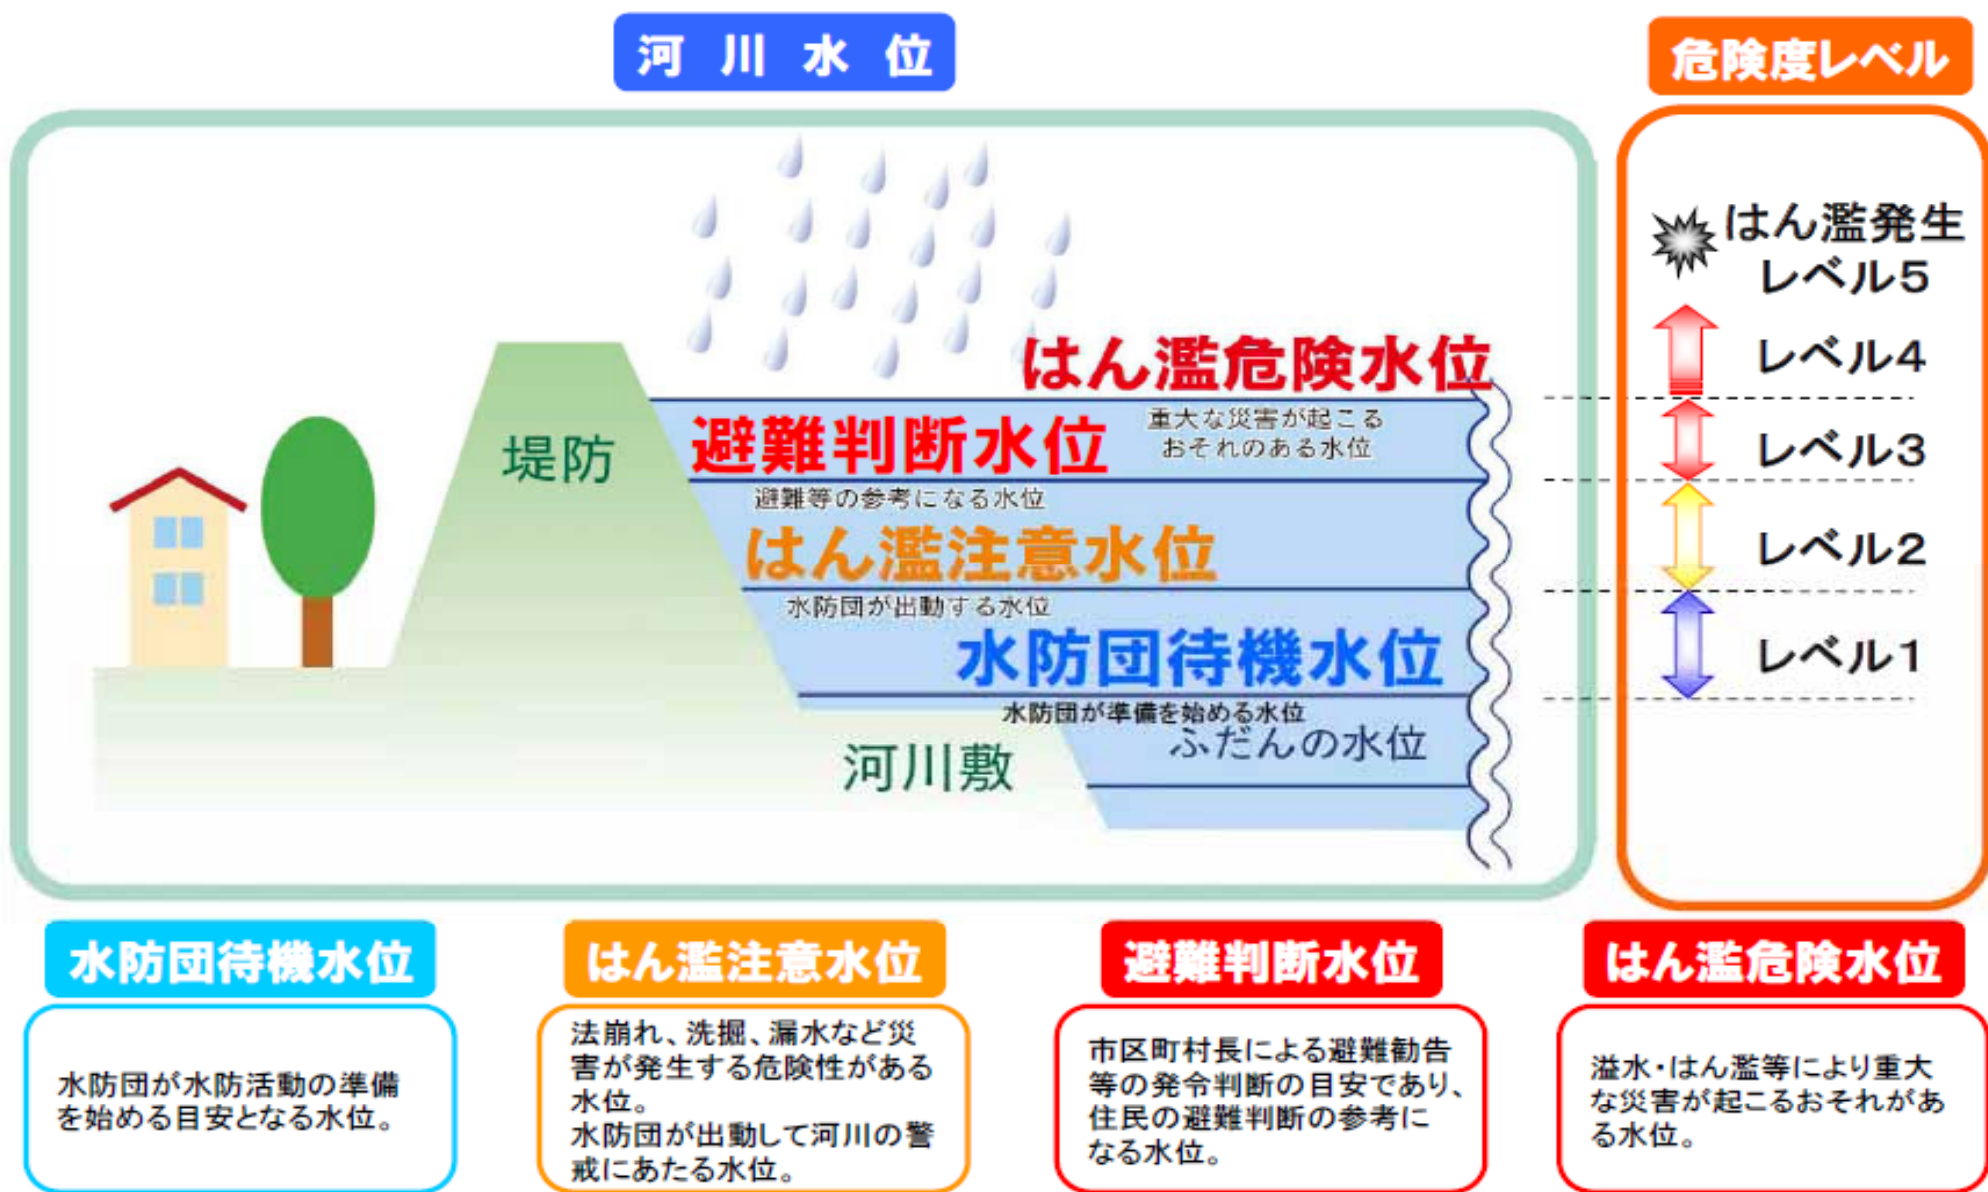 河川水位
危険度レベル
はん濫発生
レベル5
はん濫危険水位
レベル4
重大な災害が起こる
おそれのある水位
避難判断水位
堤防
レベル3
避難等の参考になる水位
はん濫注意水位
レベル2
水防団が出動する水位
水防団待機水位
レベル1
水防団が準備を始める水位
ふだんの水位
河川敷
水防団待機水位
水防団が水防活動の準備
を始める目安となる水位。
はん濫注意水位
法崩れ、洗掘、漏水など災
害が発生する危険性がある
水位。
水防団が出動して河川の警
戒にあたる水位。
避難判断水位
市区町村長による避難勧告
等の発令判断の目安であり、
住民の避難判断の参考に
なる水位。
はん濫危険水位
溢水・はん濫等により重大
な災害が起こるおそれがあ
る水位。